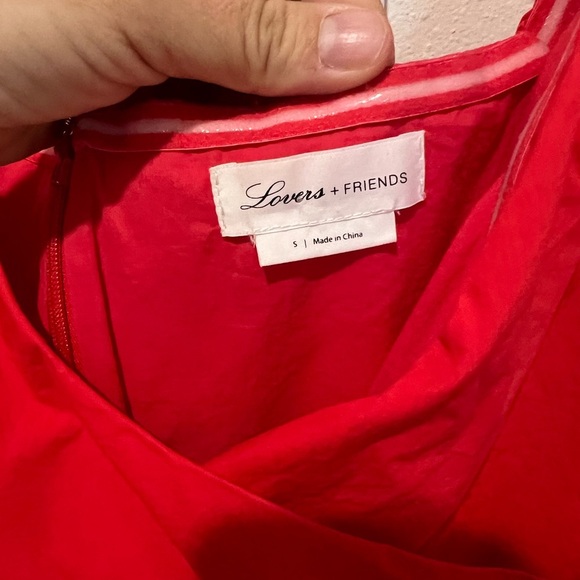 Lovers + FRIENDS
S | Made in China